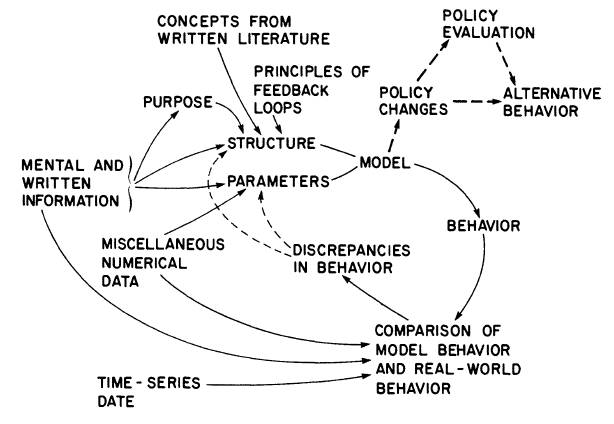 CONCEPTS FROM
WRITTEN LITERATURE
POLICY
EVALUATION
PRINCIPLES OF
FEEDBACK
LOOPS
PURPOSE
POLICY
CHANGES
ALTERNATIVE
BEHAVIOR
STRUCTURE
MODEL
MENTAL AND
WRITTEN
INFORMATION
PARAMETERS
BEHAVIOR
MISCELLANEOUS
NUMERICAL
DATA
DISCREPANCIES
IN BEHAVIOR
COMPARISON OF
MODEL BEHAVIOR
AND REAL-WORLD
BEHAVIOR
TIME-SERIES
DATE